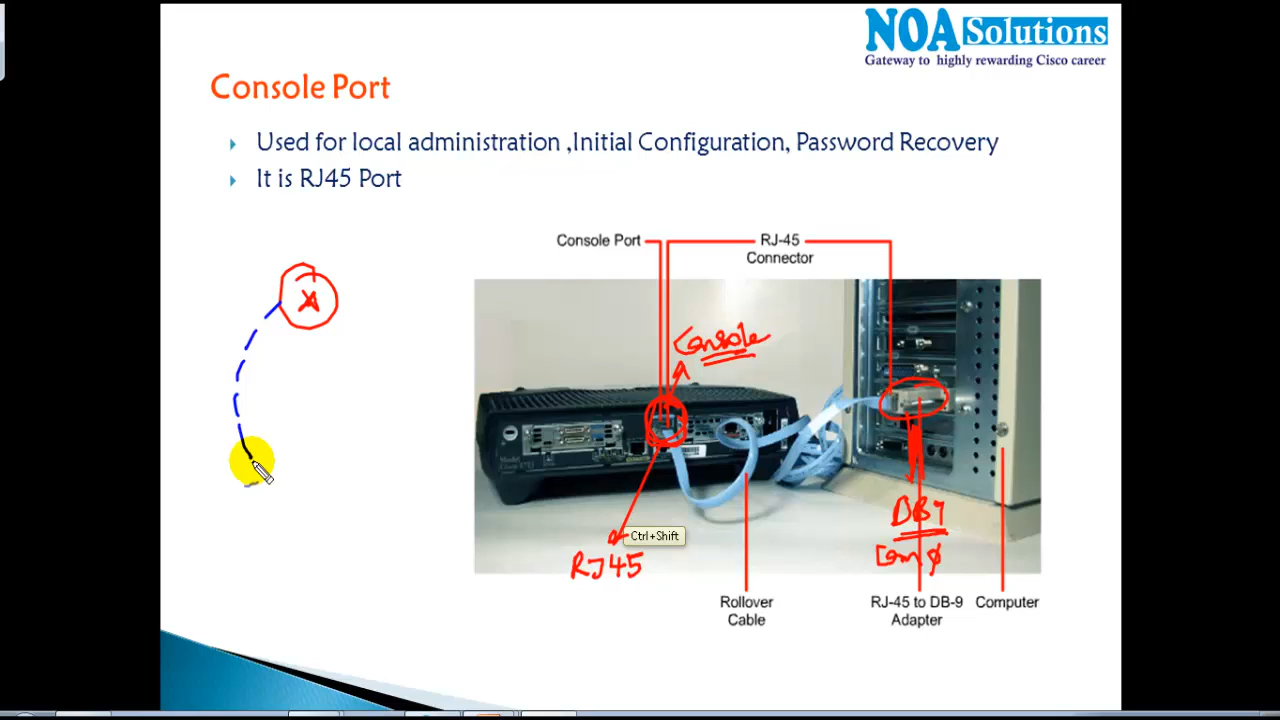 NOA Solutions
Gateway to highly rewarding Cisco career
Console Port
Used for local administration ,Initial Configuration, Password Recovery
It is RJ45 Port
Console Port
RJ-45
Connector
Console
DB9
Com
RJ45
Ctrl+Shift
Rollover
Cable
RJ-45 to DB-9
Adapter
Computer